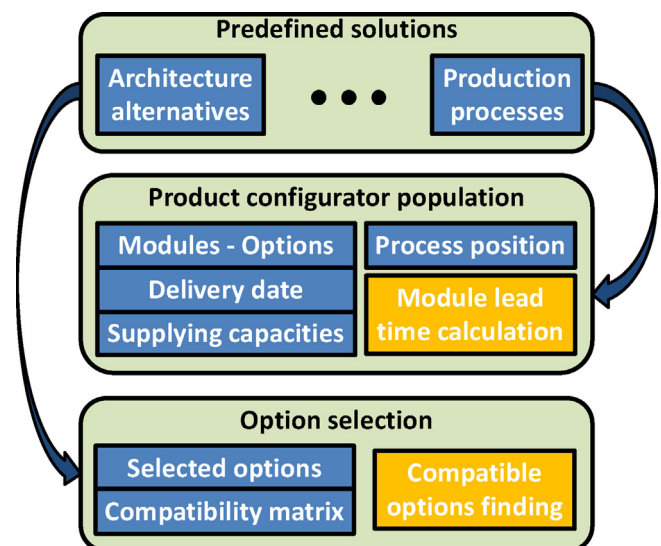 Predefined solutions
Architecture
alternatives
Production
processes
Product configurator population
Modules - Options
Delivery date
Supplying capacities
Process position
Module lead
time calculation
Option selection
Selected options
Compatibility matrix
Compatible
options finding